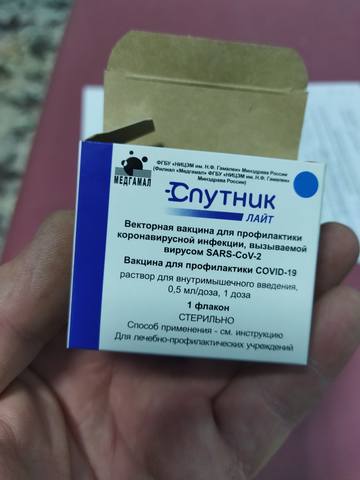 МЕДГАМАЛ
ФГБУ «НИЦЭМ им. Н.Ф. Гамалеи» Минздрава России
(Филиал «Медгамал» ФГБУ «НИЦЭМ им. Н.Ф. Гамалеи»
Минздрава России)
Спутник
ЛАЙТ
Векторная вакцина для профилактики
коронавирусной инфекции, вызываемой
вирусом SARS-CoV-2
Вакцина для профилактики COVID-19
раствор для внутримышечного введения,
0,5 мл/доза, 1 доза
1 флакон
СТЕРИЛЬНО
Способ применения - см. инструкцию
Для лечебно-профилактических учреждений